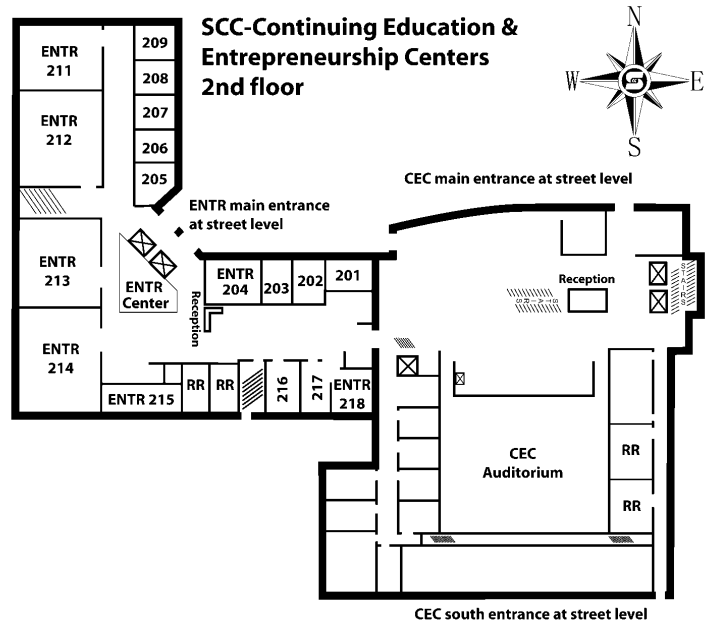 SCC-Continuing Education &
Entrepreneurship Centers
2nd floor
N
W
E
S
ENTR
211
ENTR
212
209
208
207
206
205
ENTR main entrance
at street level
CEC main entrance at street level
ENTR
213
ENTR
Center
Reception
ENTR
204
203
202
201
Reception
STAIRS
STAIRS
ENTR
214
ENTR 215
RR
RR
216
217
ENTR
218
CEC
Auditorium
RR
RR
CEC south entrance at street level